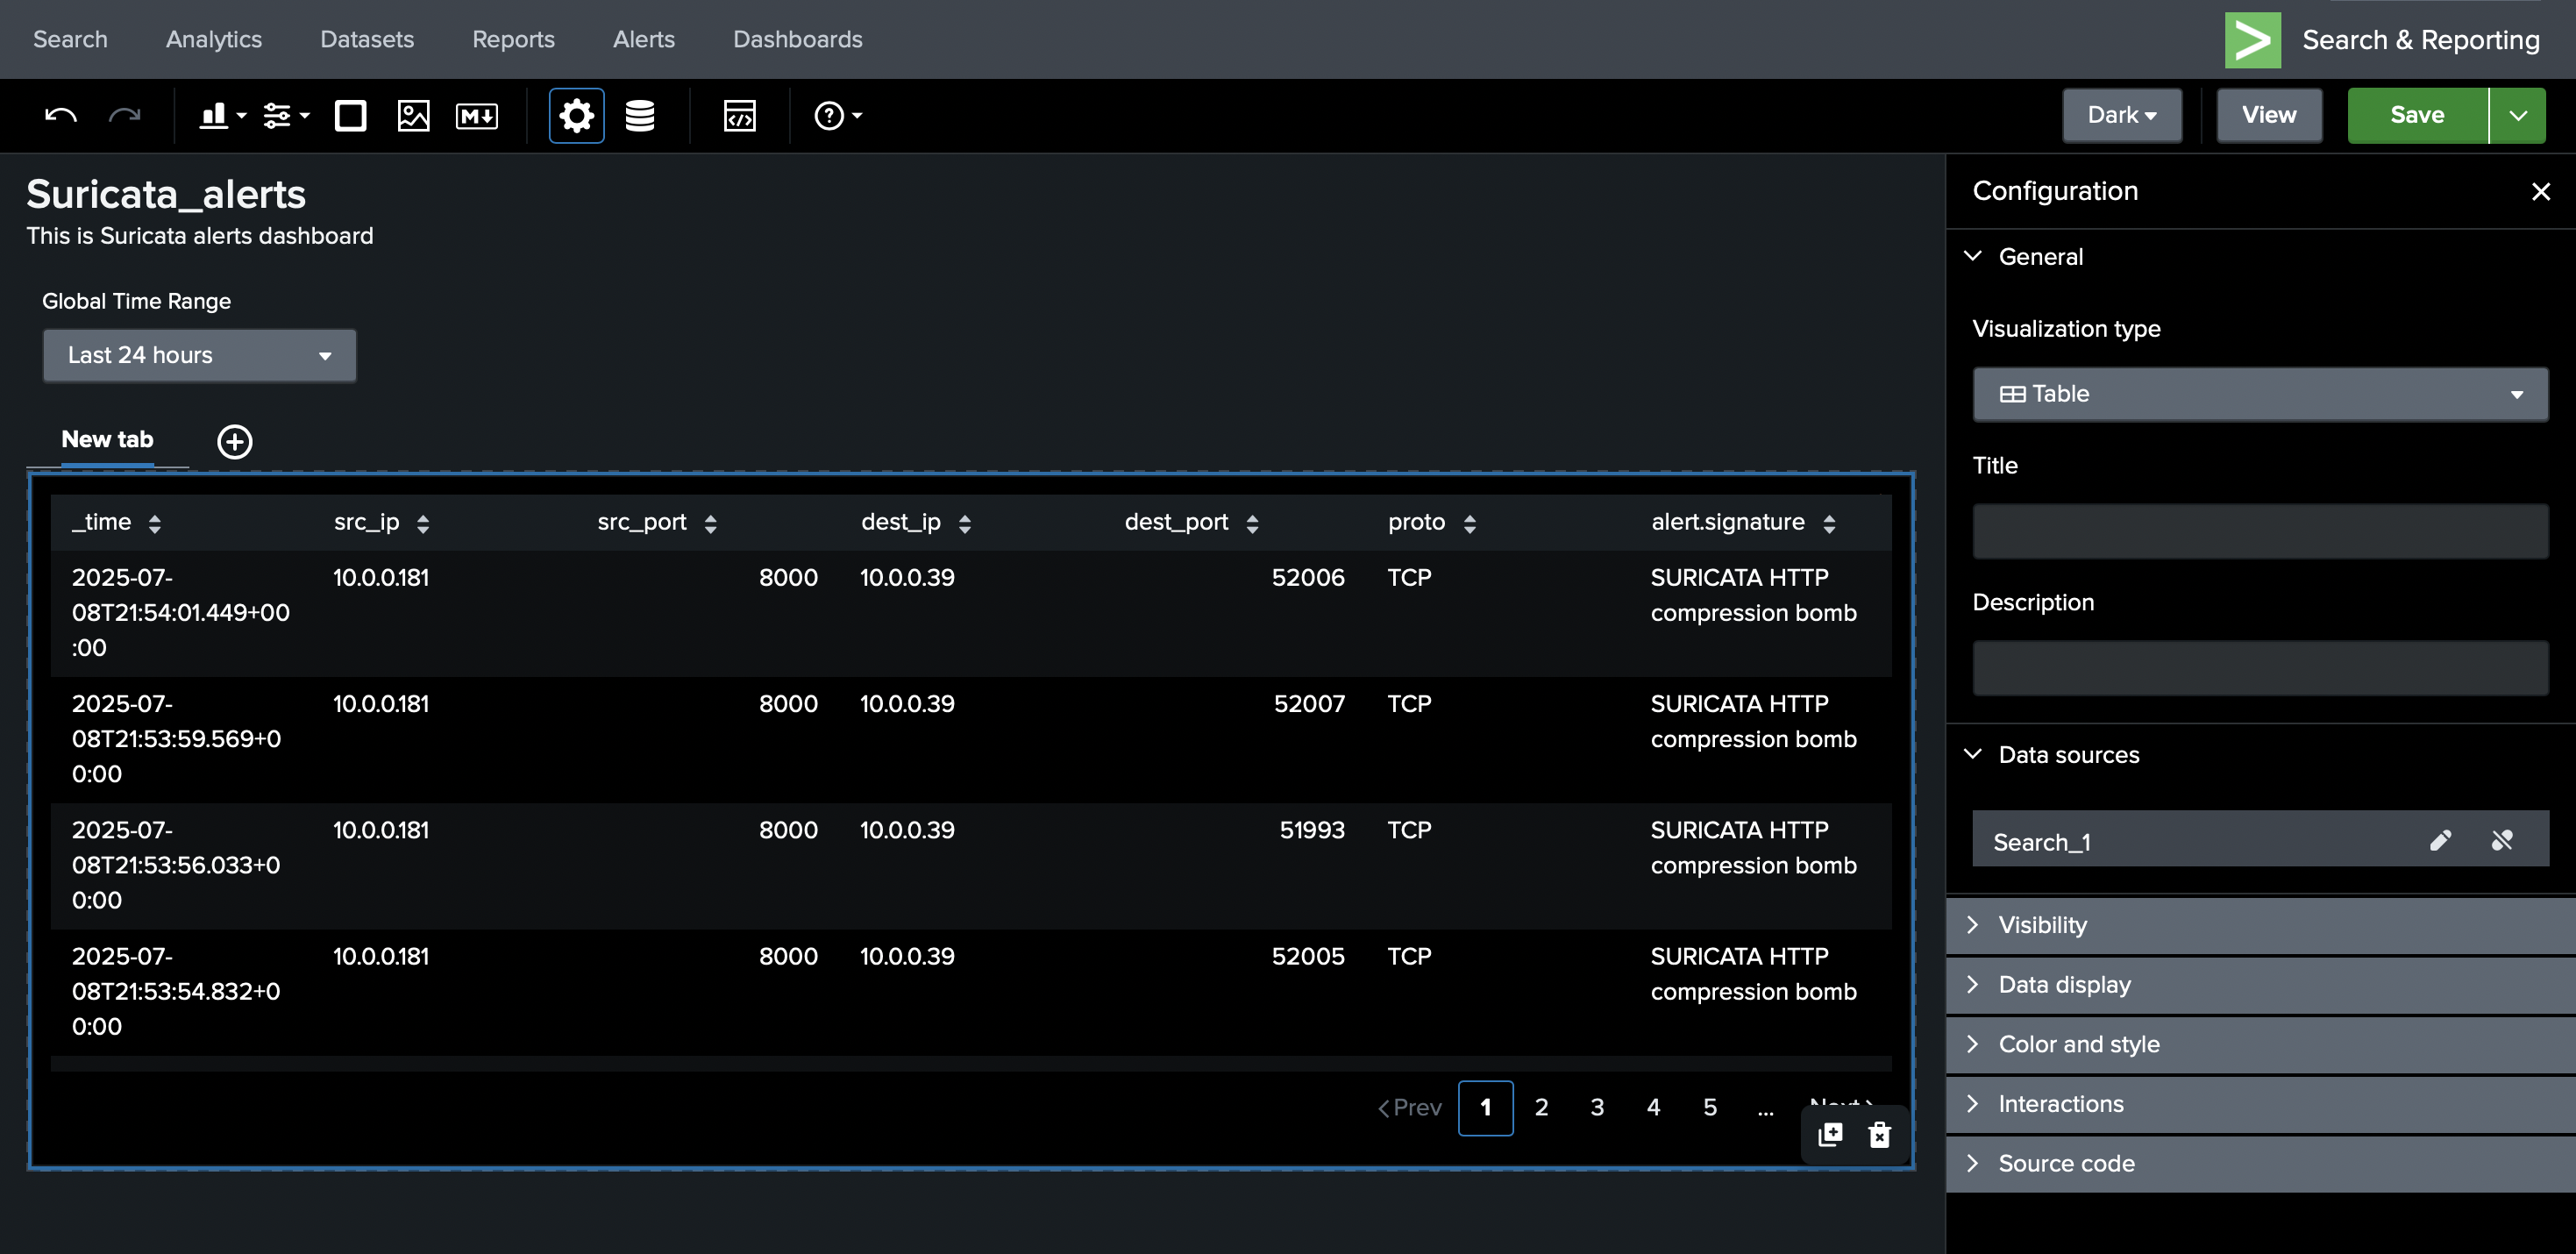 Search Analytics Datasets Reports Alerts Dashboards
Search & Reporting
M
Dark View Save
Suricata_alerts
This is Suricata alerts dashboard
Global Time Range
Last 24 hours
New tab
_time src_ip src_port dest_ip dest_port proto alert.signature
2025-07- 10.0.0.181 8000 10.0.0.39 52006 TCP SURICATA HTTP
08T21:54:01.449+00 compression bomb
:00
2025-07- 10.0.0.181 8000 10.0.0.39 52007 TCP SURICATA HTTP
08T21:53:59.569+0 compression bomb
0:00
2025-07- 10.0.0.181 8000 10.0.0.39 51993 TCP SURICATA HTTP
08T21:53:56.033+0 compression bomb
0:00
2025-07- 10.0.0.181 8000 10.0.0.39 52005 TCP SURICATA HTTP
08T21:53:54.832+0 compression bomb
0:00
Prev 1 2 3 4 5 ... Next
Configuration
General
Visualization type
Table
Title
Description
Data sources
Search_1
Visibility
Data display
Color and style
Interactions
Source code